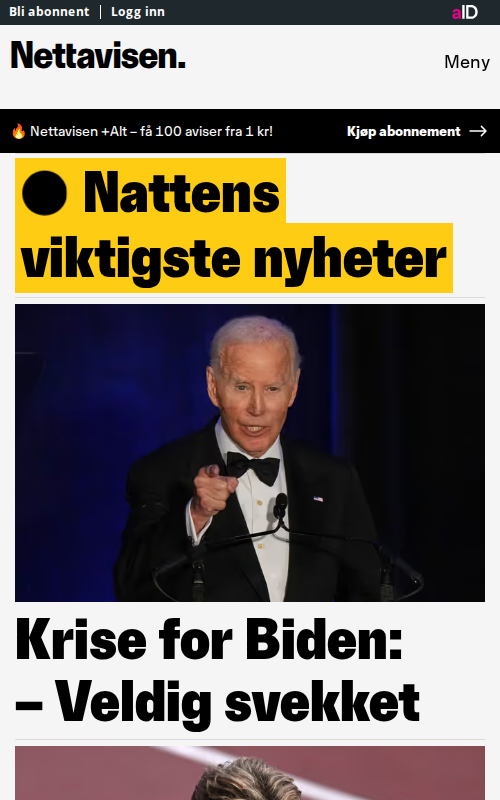 Bli abonnent | Logg inn
aID
Nettavisen.
Meny
🔥 Nettavisen +Alt – få 100 aviser fra 1 kr!
Kjøp abonnement →
● Nattens
viktigste nyheter
Krise for Biden:
– Veldig svekket